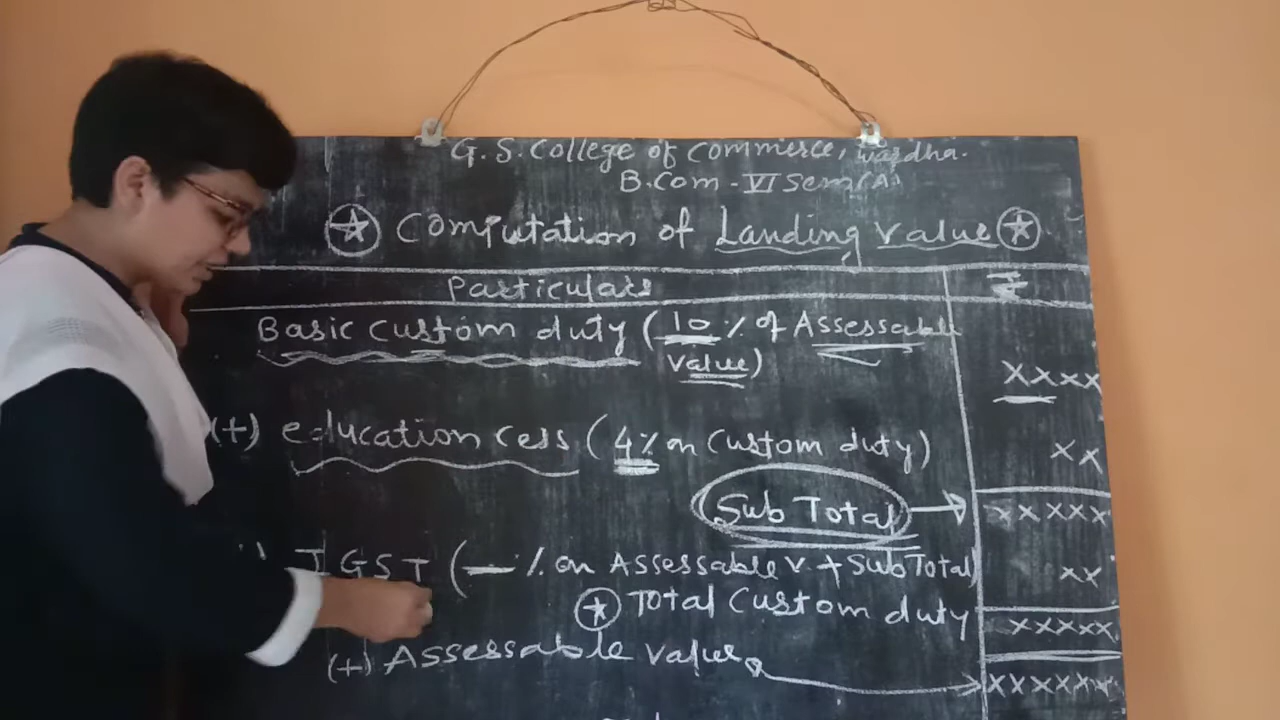 G. S. College of Commerce, Wardha.
B.Com - VI Sem (A)
Computation of Landing Value
Particulars ₹
Basic Custom duty (10 % of Assessable
Value) XXXX
(+) education cess (4% on Custom duty) XX
Sub Total → XXXXX
IGST (— % on Assessable V. + Sub Total) XX
Total Custom duty XXXXX
(+) Assessable value → XXXXXX